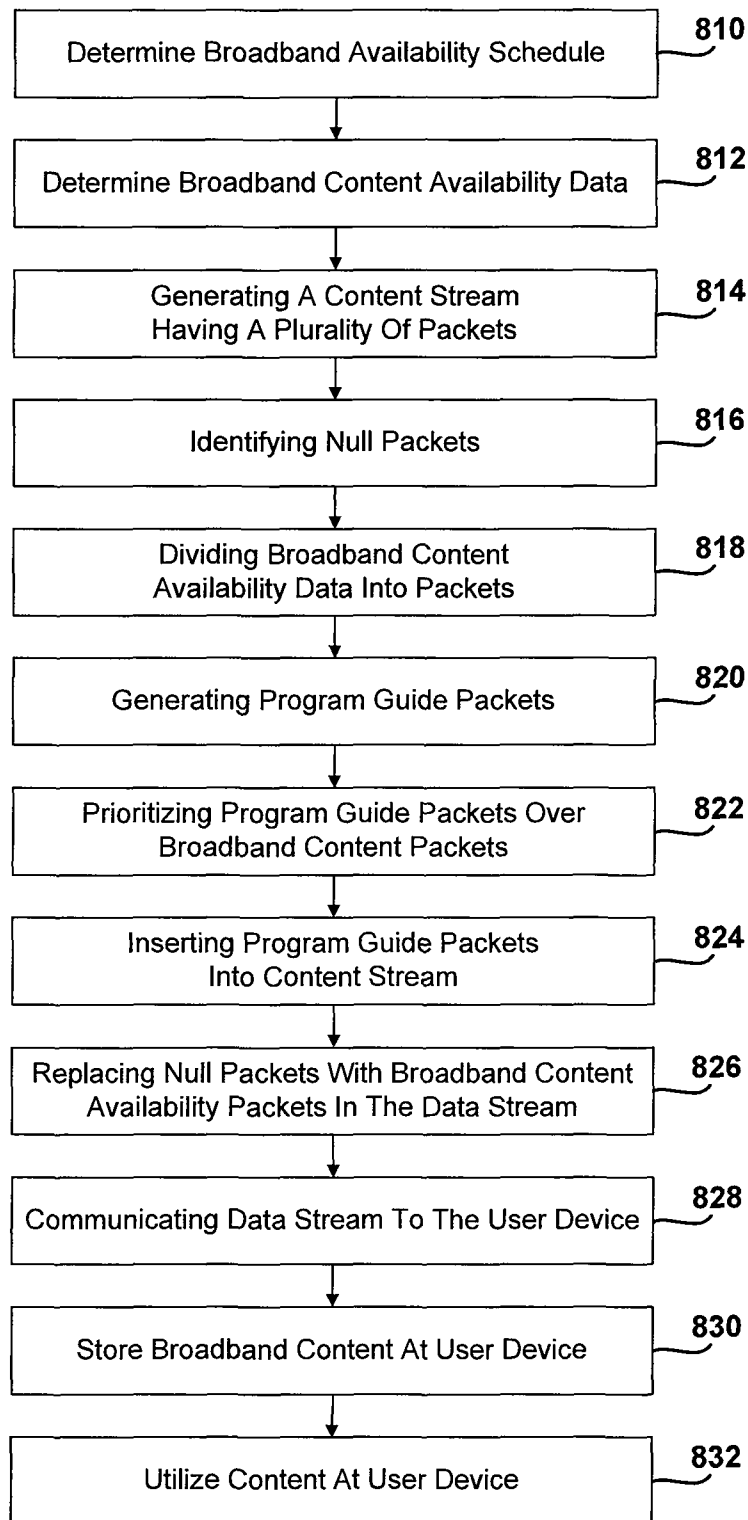 810
Determine Broadband Availability Schedule
812
Determine Broadband Content Availability Data
814
Generating A Content Stream
Having A Plurality Of Packets
816
Identifying Null Packets
818
Dividing Broadband Content
Availability Data Into Packets
820
Generating Program Guide Packets
822
Prioritizing Program Guide Packets Over
Broadband Content Packets
824
Inserting Program Guide Packets
Into Content Stream
826
Replacing Null Packets With Broadband Content
Availability Packets In The Data Stream
828
Communicating Data Stream To The User Device
830
Store Broadband Content At User Device
832
Utilize Content At User Device